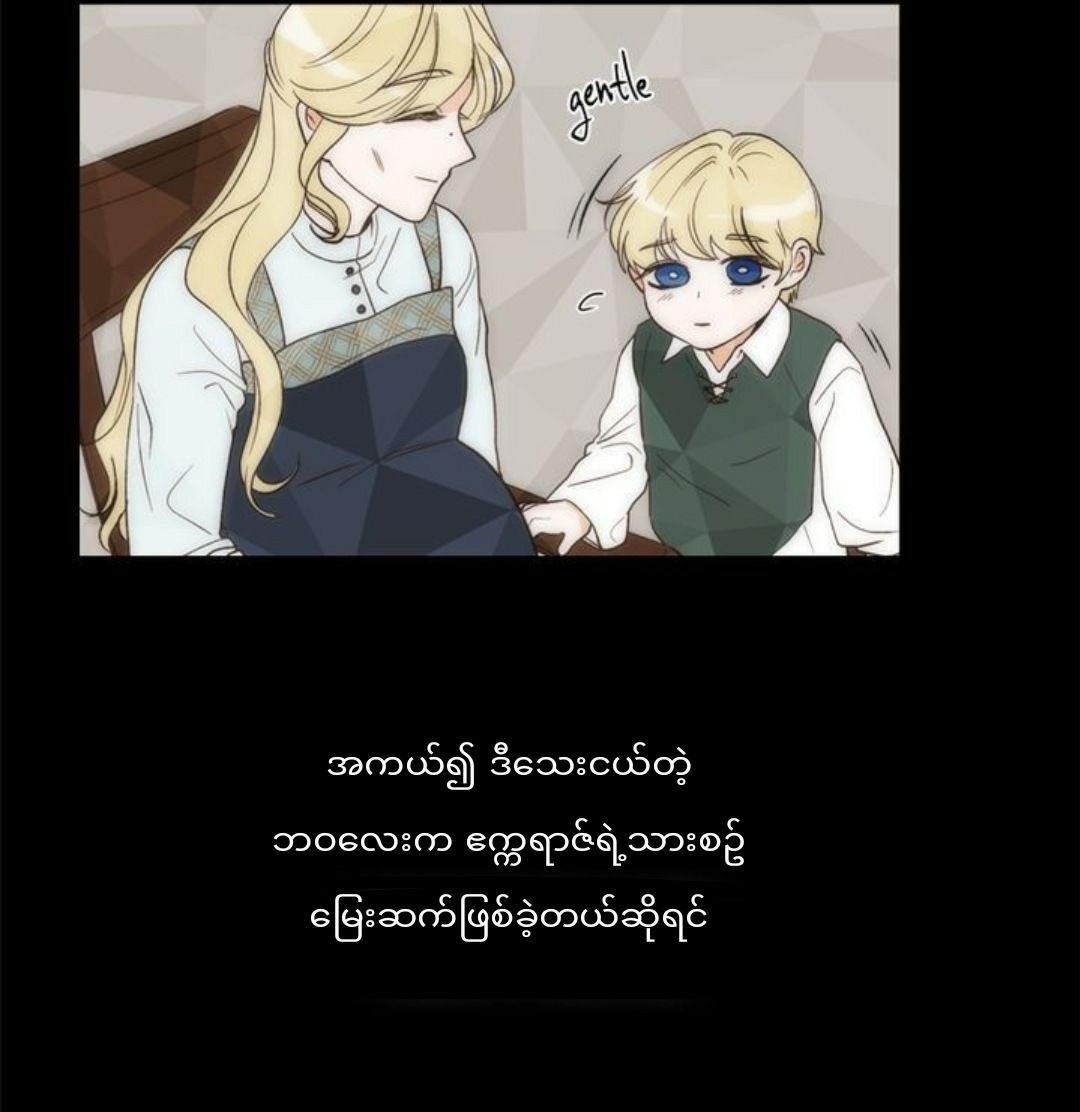 gentle
အကယ်၍ ဒီသေးငယ်တဲ့
ဘဝလေးက ဧက္ကရာဇ်ရဲ့သားစဥ်
မြေးဆက်ဖြစ်ခဲ့တယ်ဆိုရင်